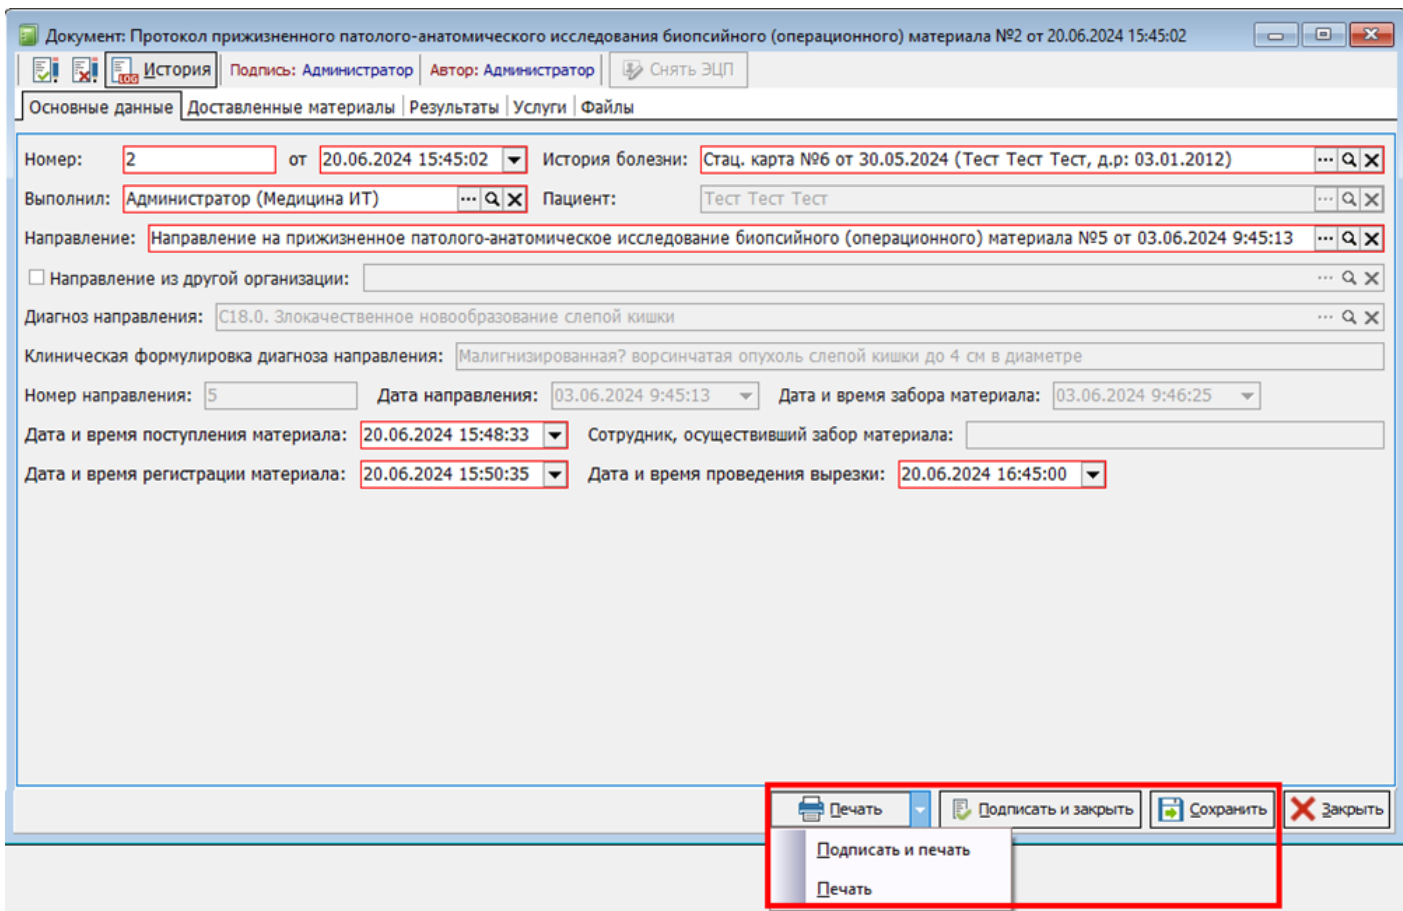 Документ: Протокол прижизненного патолого-анатомического исследования биопсийного (операционного) материала №2 от 20.06.2024 15:45:02
LOG История Подпись: Администратор Автор: Администратор Снять ЭЦП
Основные данные Доставленные материалы Результаты Услуги Файлы
Номер: 2 от 20.06.2024 15:45:02 История болезни: Стац. карта №6 от 30.05.2024 (Тест Тест Тест, д.р: 03.01.2012) ...
Выполнил: Администратор (Медицина ИТ) ... Пациент: Тест Тест Тест ...
Направление: Направление на прижизненное патолого-анатомическое исследование биопсийного (операционного) материала №5 от 03.06.2024 9:45:13 ...
Направление из другой организации: ...
Диагноз направления: C18.0. Злокачественное новообразование слепой кишки ...
Клиническая формулировка диагноза направления: Малигнизированная? ворсинчатая опухоль слепой кишки до 4 см в диаметре
Номер направления: 5 Дата направления: 03.06.2024 9:45:13 Дата и время забора материала: 03.06.2024 9:46:25
Дата и время поступления материала: 20.06.2024 15:48:33 Сотрудник, осуществивший забор материала:
Дата и время регистрации материала: 20.06.2024 15:50:35 Дата и время проведения вырезки: 20.06.2024 16:45:00
Печать Подписать и закрыть Сохранить Закрыть
Подписать и печать
Печать